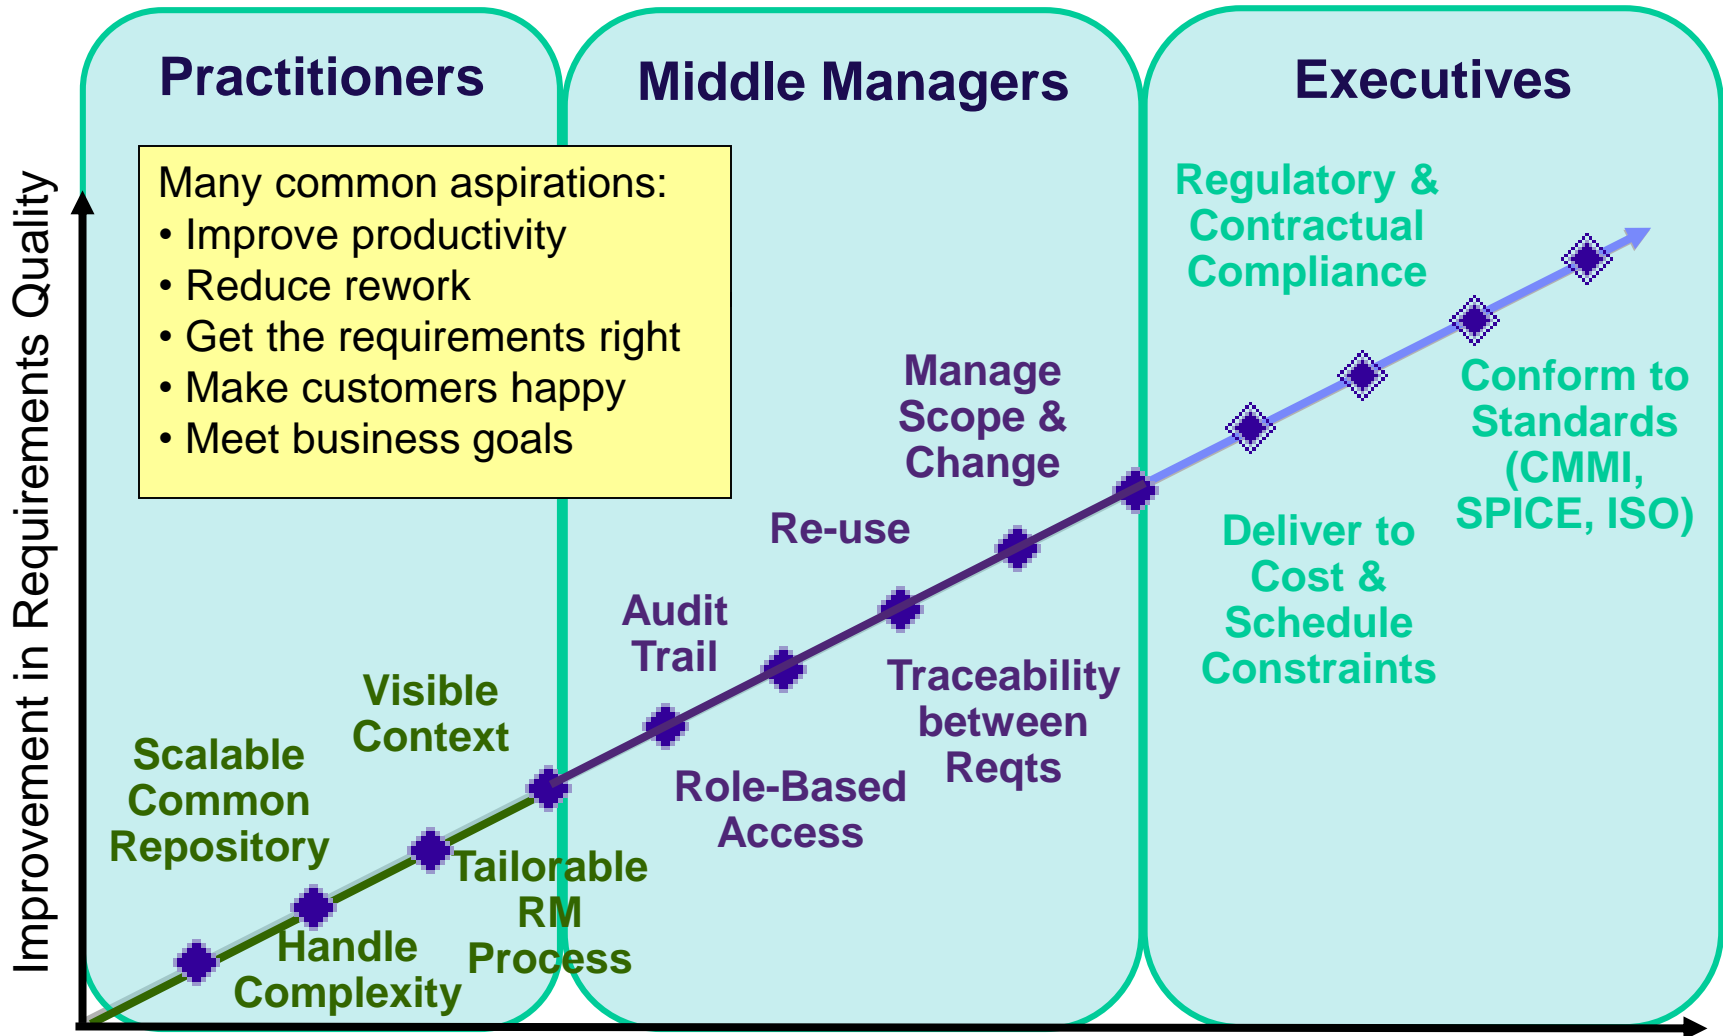 Practitioners
Middle Managers
Executives
Improvement in Requirements Quality
Many common aspirations:
• Improve productivity
• Reduce rework
• Get the requirements right
• Make customers happy
• Meet business goals
Scalable
Common
Repository
Handle
Complexity
Visible
Context
Tailorable
RM
Process
Audit
Trail
Role-Based
Access
Re-use
Traceability
between
Reqts
Manage
Scope &
Change
Deliver to
Cost &
Schedule
Constraints
Regulatory &
Contractual
Compliance
Conform to
Standards
(CMMI,
SPICE, ISO)